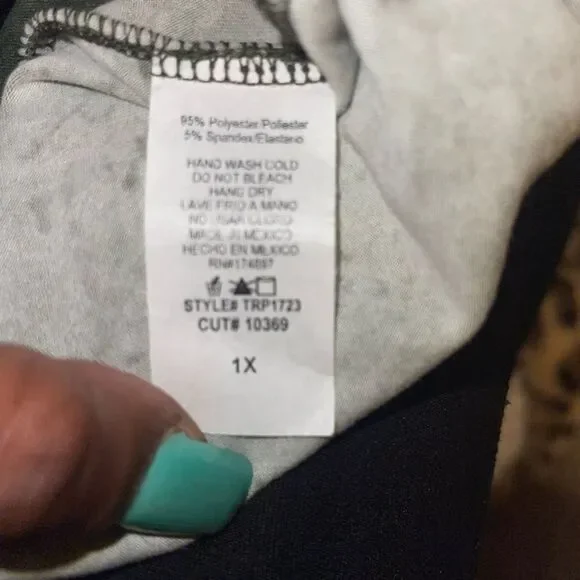 95% Polyester/Poliester
5% Spandex/Elastano
HAND WASH COLD
DO NOT BLEACH
HANG DRY
LAVE FRIO A MANO
NO USAR CLORO
MADE IN MEXICO
HECHO EN MEXICO
STYLE# TRP1723
CUT# 10369
1X